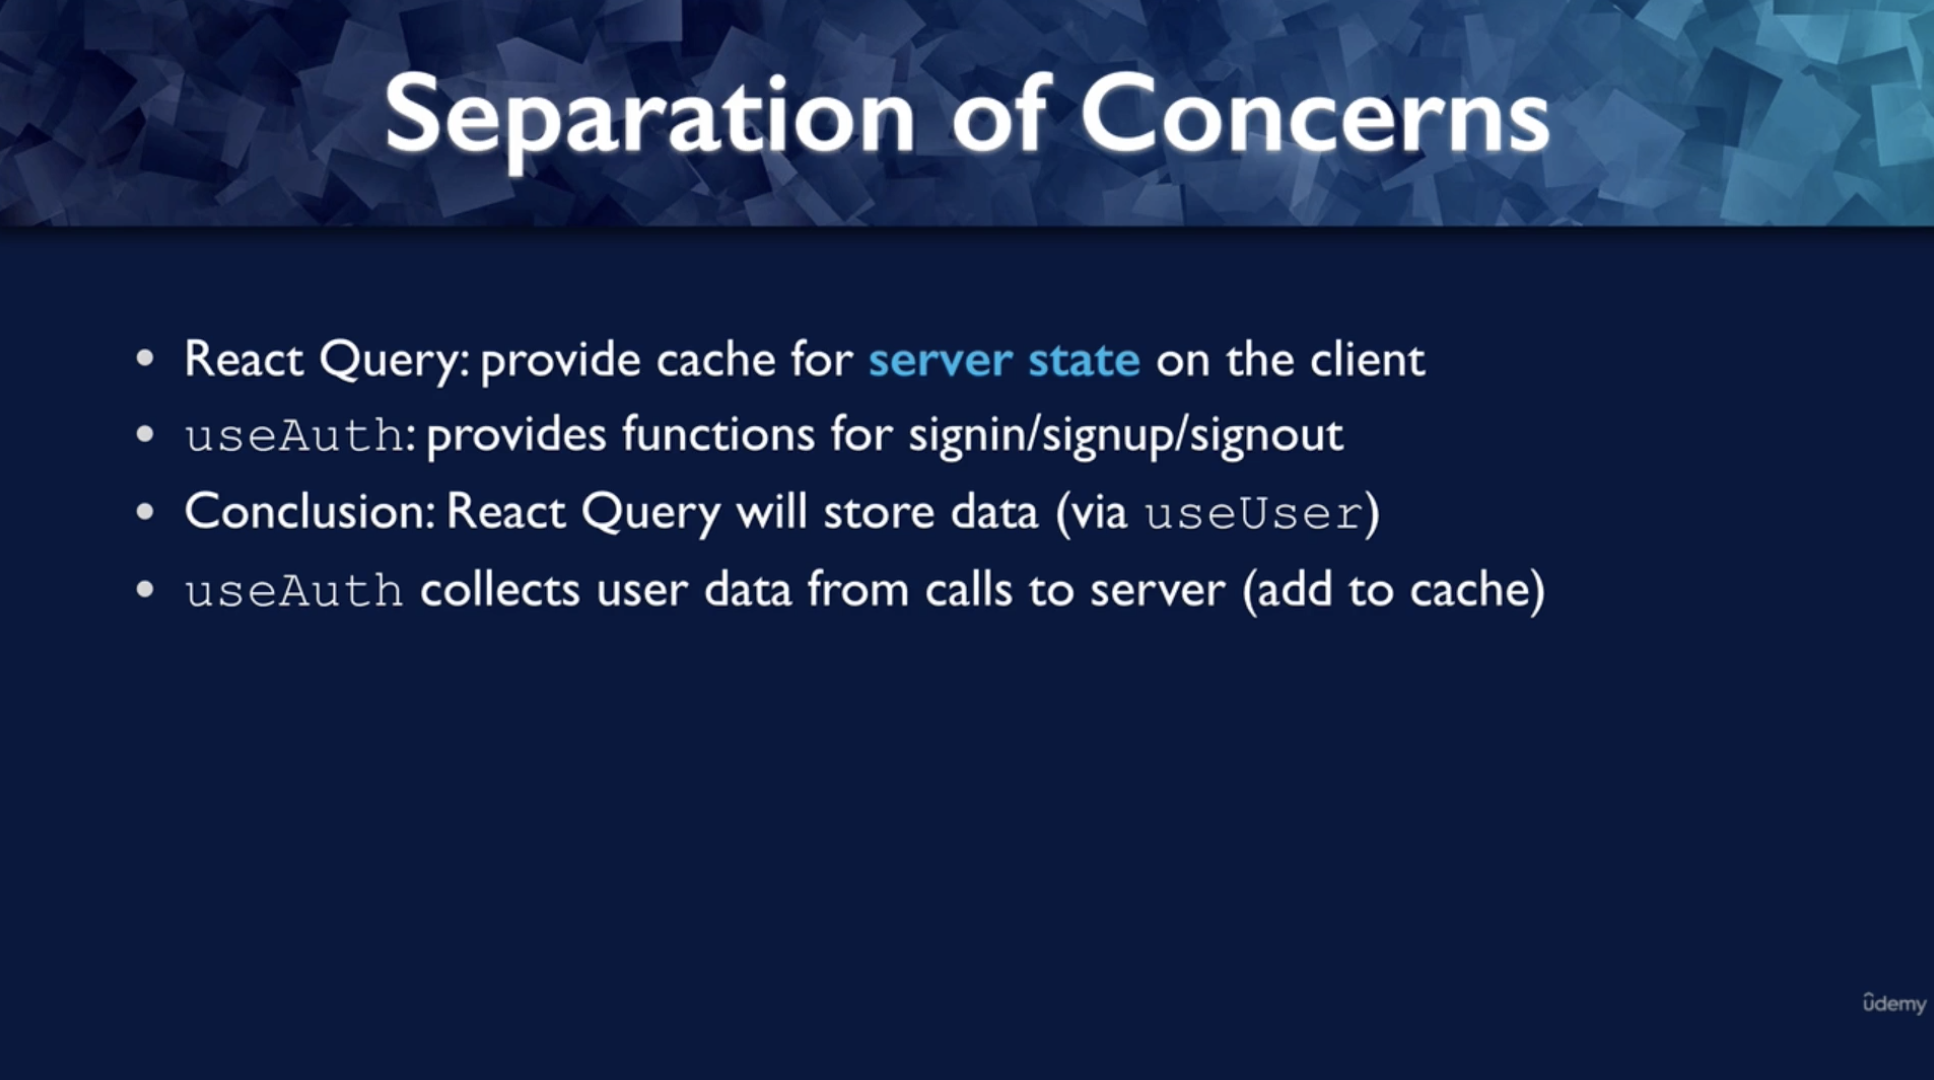 Separation of Concerns
• React Query: provide cache for server state on the client
• useAuth: provides functions for signin/signup/signout
• Conclusion: React Query will store data (via useUser)
• useAuth collects user data from calls to server (add to cache)
ûdemy